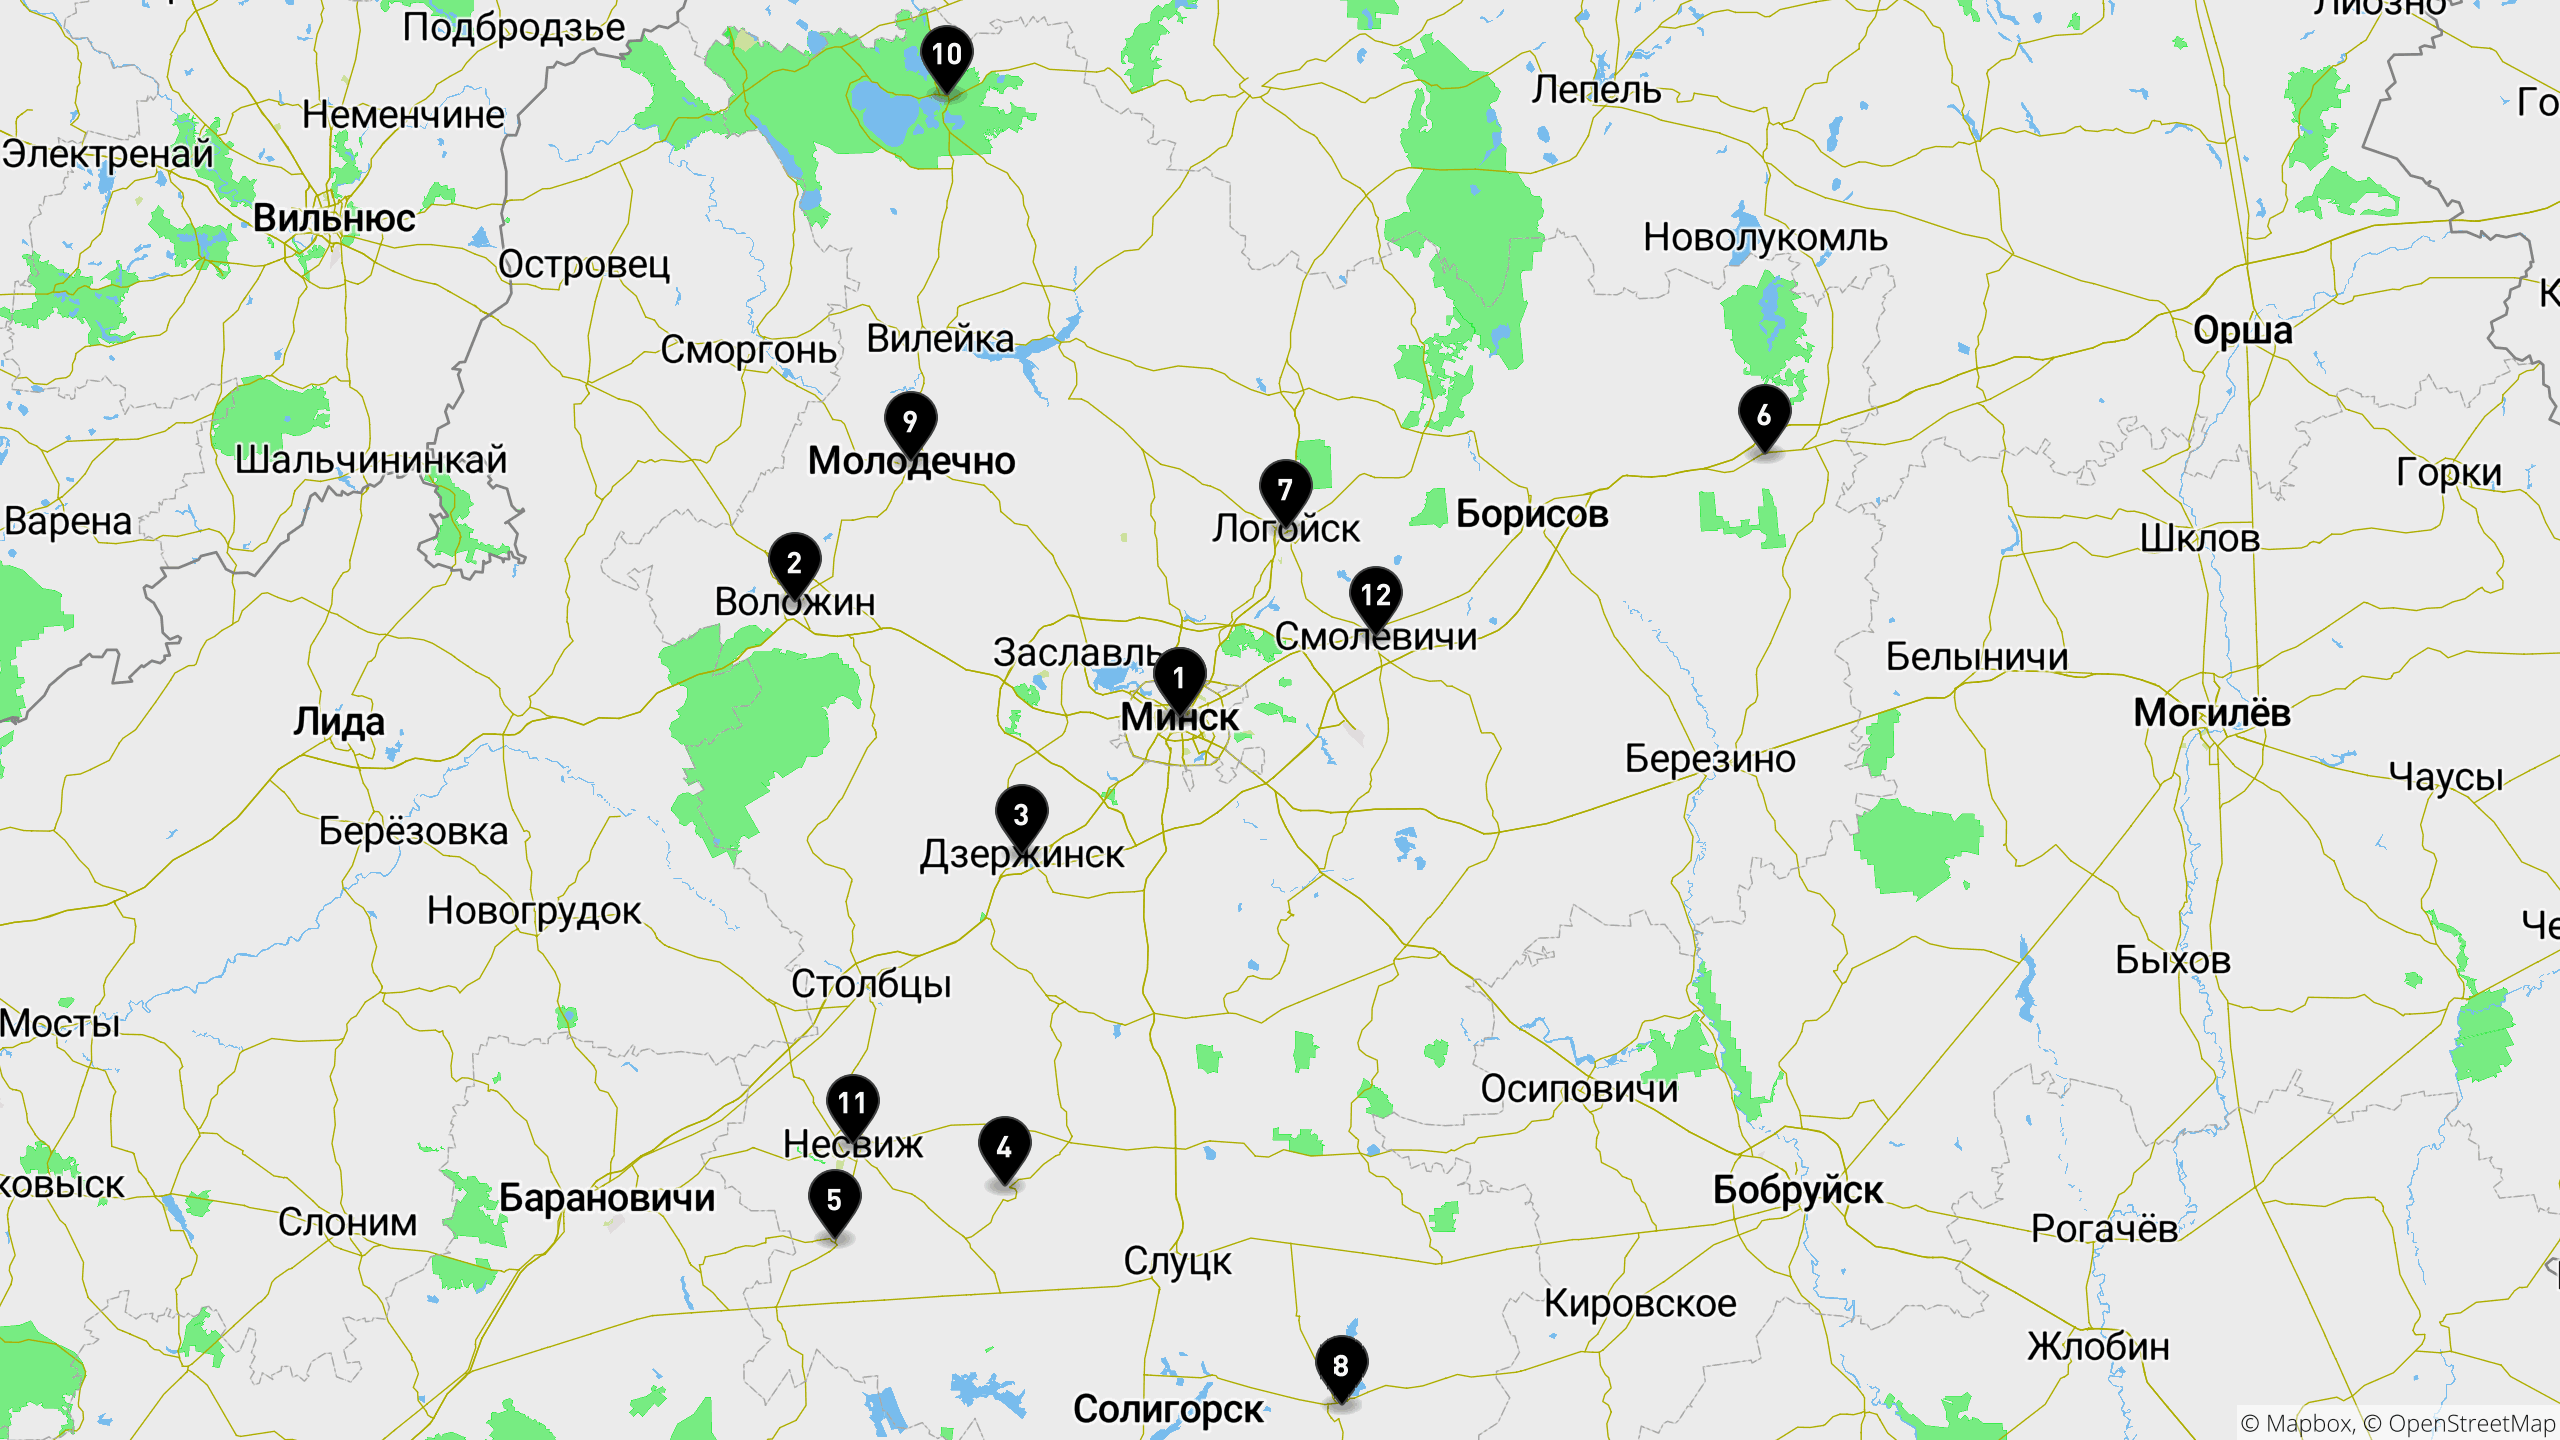 Лиозно
Подбродзье
10
Лепель
Го
Неменчине
Электренай
Вильнюс
Новолукомль
Островец
К
Орша
Вилейка
Сморгонь
9
6
Молодечно
Шальчининкай
Горки
7
Варена
Логойск
Борисов
Шклов
2
12
Воложин
Смолевичи
Заславль
Белыничи
1
Минск
Лида
Могилёв
Березино
Чаусы
3
Берёзовка
Дзержинск
Новогрудок
Че
Быхов
Столбцы
Мосты
Осиповичи
11
Несвиж
4
ковыск
Барановичи
5
Бобруйск
Слоним
Рогачёв
Слуцк
Кировское
Жлобин
8
Солигорск
© Mapbox, © OpenStreetMap